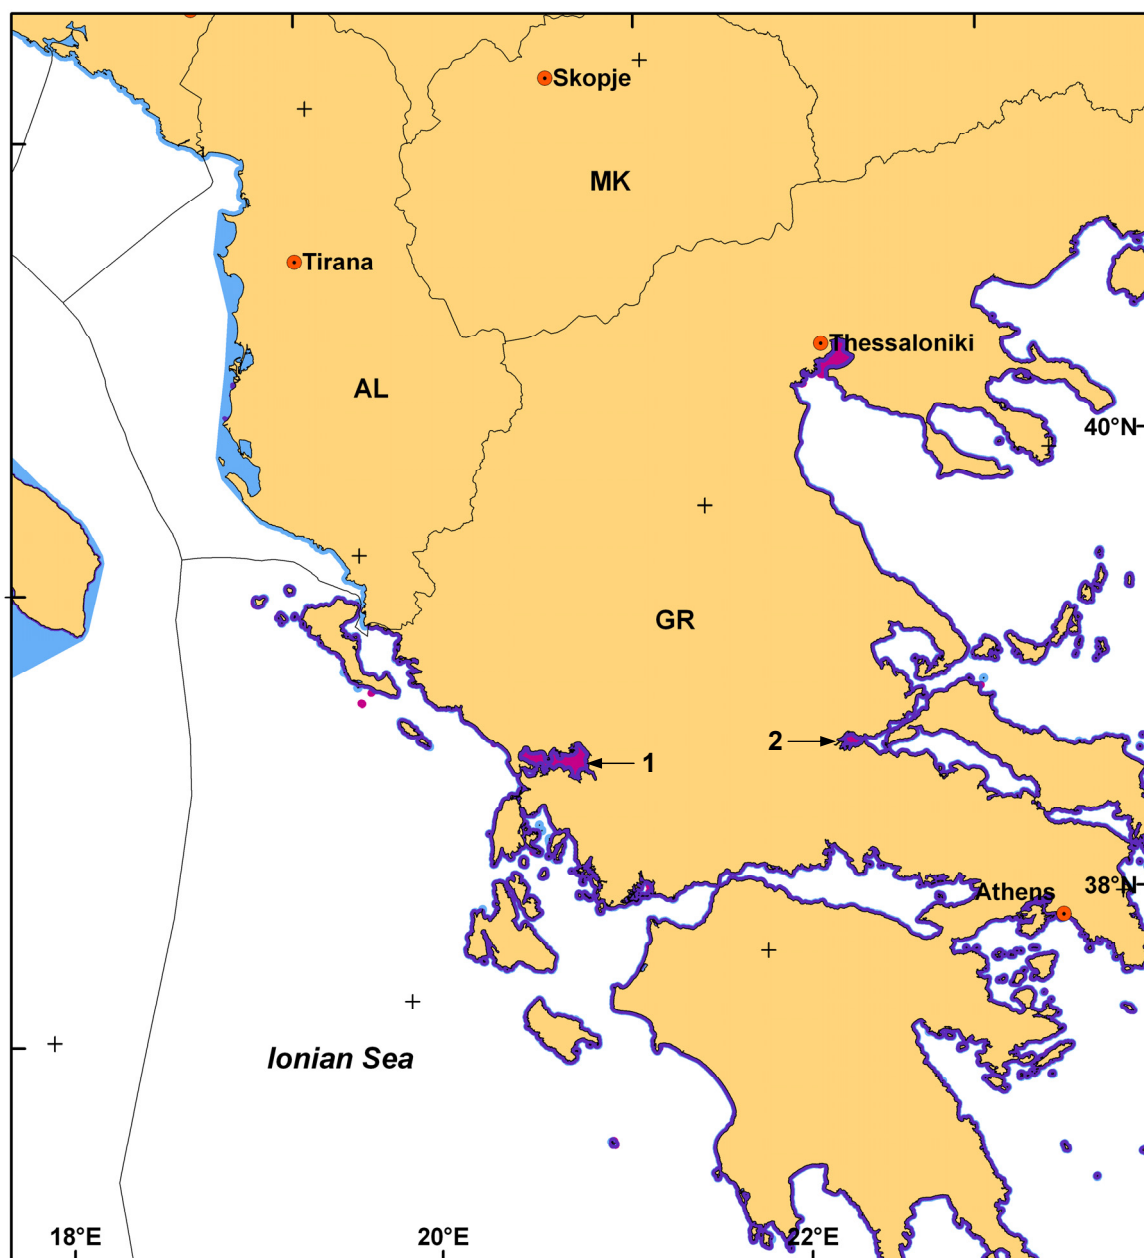 Skopje
MK
Tirana
Thessaloniki
AL
40°N
GR
2
1
Athens
38°N
Ionian Sea
18°E
20°E
22°E